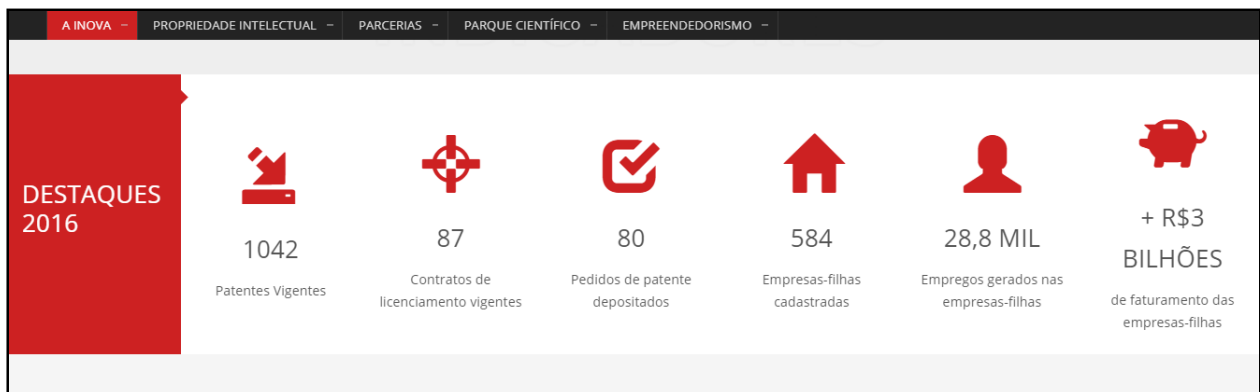 A INOVA –
PROPRIEDADE INTELECTUAL –
PARCERIAS –
PARQUE CIENTÍFICO –
EMPREENDEDORISMO –
DESTAQUES
2016
1042
Patentes Vigentes
87
Contratos de
licenciamento vigentes
80
Pedidos de patente
depositados
584
Empresas-filhas
cadastradas
28,8 MIL
Empregos gerados nas
empresas-filhas
+ R$3
BILHÕES
de faturamento das
empresas-filhas